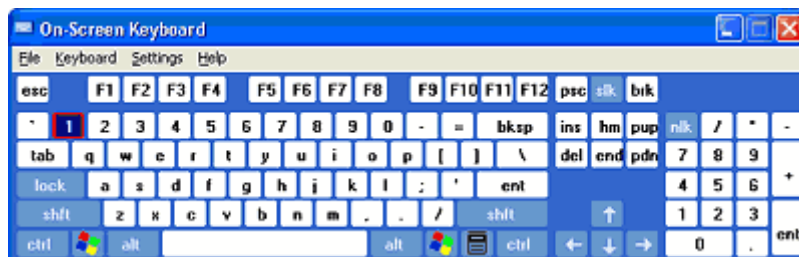 On-Screen Keyboard
File Keyboard Settings Help
esc F1 F2 F3 F4 F5 F6 F7 F8 F9 F10 F11 F12 psc slk brk
` 1 2 3 4 5 6 7 8 9 0 - = bksp ins hm pup nlk / * -
tab q w e r t y u i o p [ ] \ del end pdn 7 8 9 +
lock a s d f g h j k l ; ' ent 4 5 6
shft z x c v b n m , . / shft ↑ 1 2 3 ent
ctrl alt alt ctrl ← ↓ → 0 .